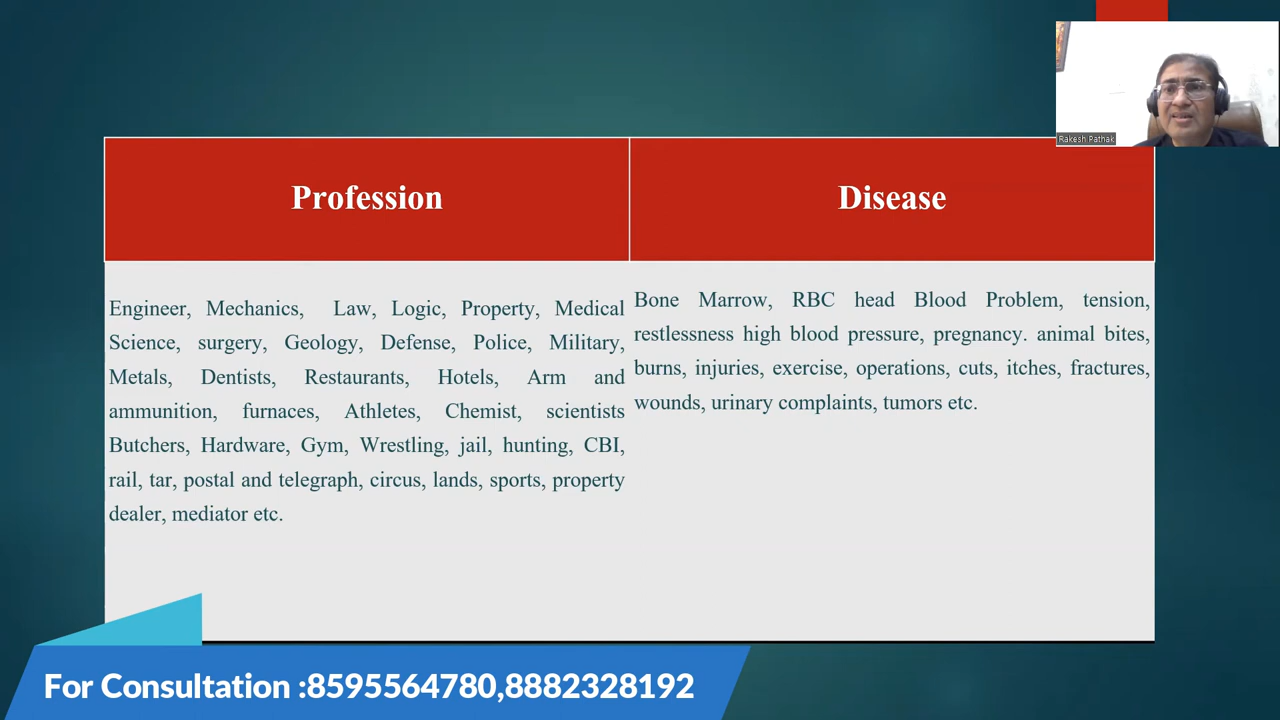 Rakesh Pathak
Profession
Disease
Engineer, Mechanics, Law, Logic, Property, Medical
Science, surgery, Geology, Defense, Police, Military,
Metals, Dentists, Restaurants, Hotels, Arm and
ammunition, furnaces, Athletes, Chemist, scientists
Butchers, Hardware, Gym, Wrestling, jail, hunting, CBI,
rail, tar, postal and telegraph, circus, lands, sports, property
dealer, mediator etc.
Bone Marrow, RBC head Blood Problem, tension,
restlessness high blood pressure, pregnancy. animal bites,
burns, injuries, exercise, operations, cuts, itches, fractures,
wounds, urinary complaints, tumors etc.
For Consultation :8595564780,8882328192